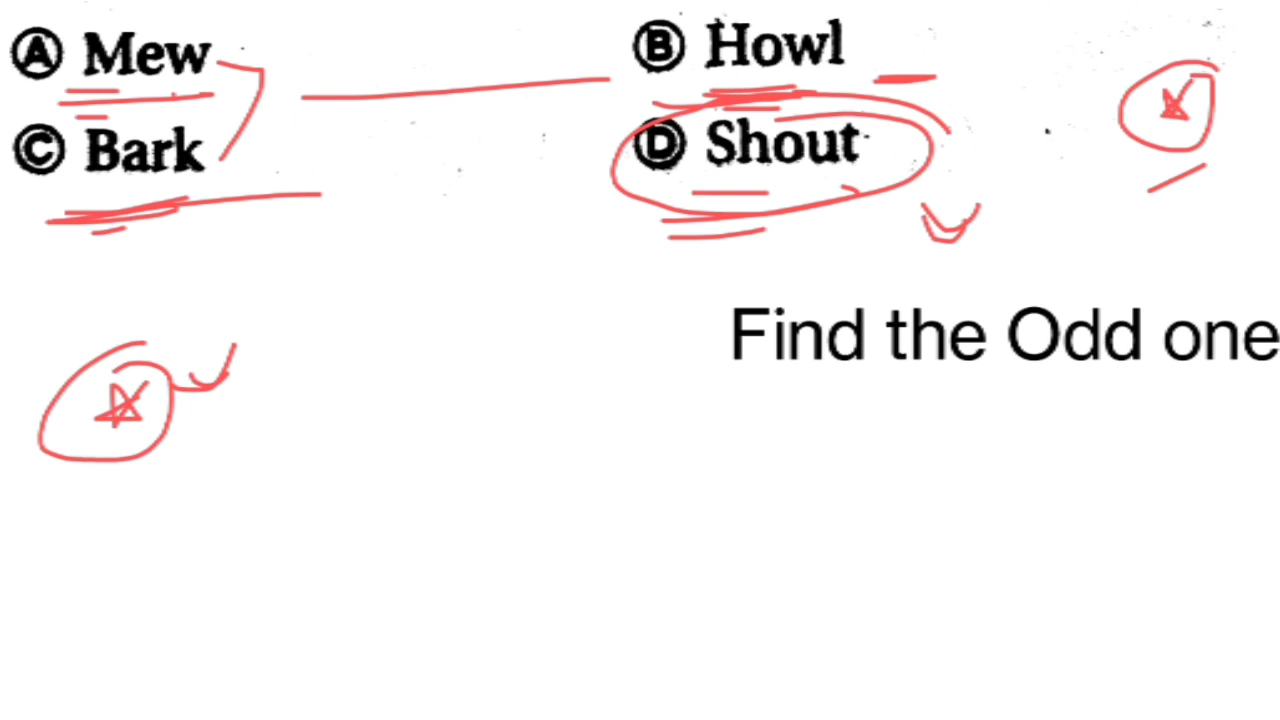 Ⓐ Mew Ⓑ Howl
Ⓒ Bark Ⓓ Shout
Find the Odd one